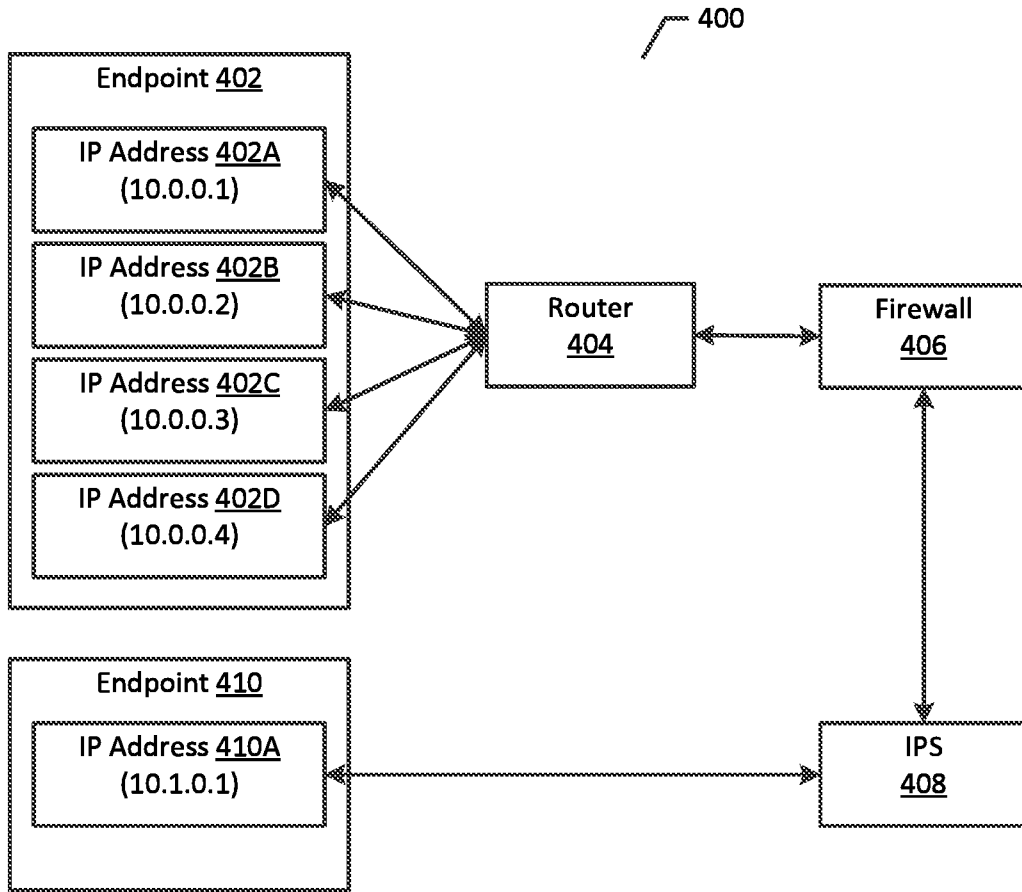 400
Endpoint 402
IP Address 402A
(10.0.0.1)
IP Address 402B
(10.0.0.2)
IP Address 402C
(10.0.0.3)
IP Address 402D
(10.0.0.4)
Router
404
Firewall
406
Endpoint 410
IP Address 410A
(10.1.0.1)
IPS
408